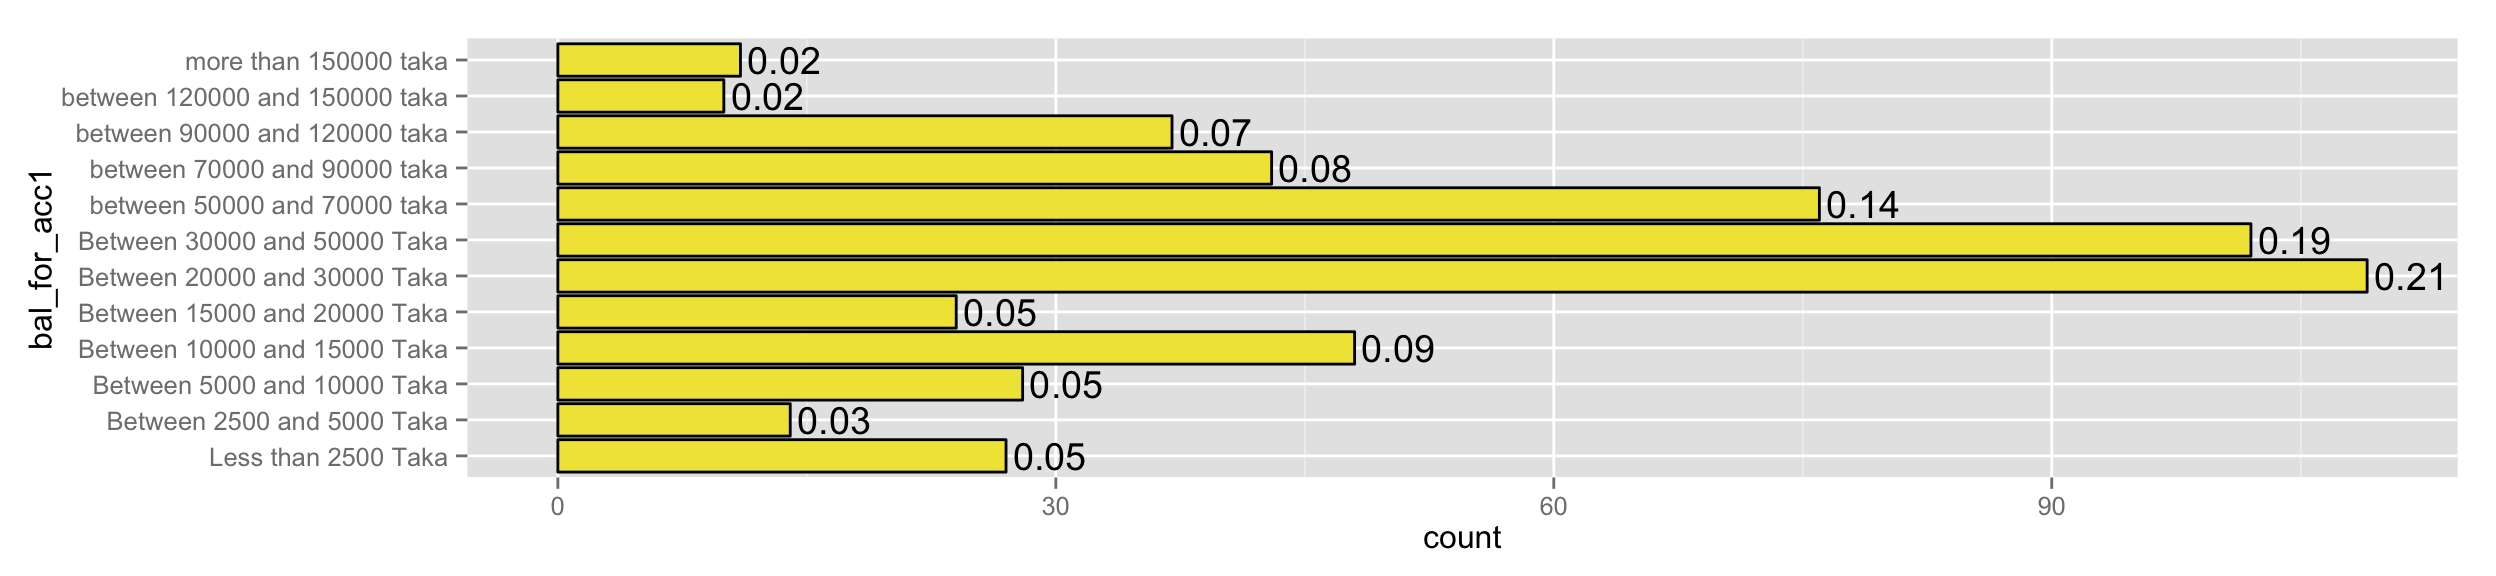 bal_for_acc1
more than 150000 taka 0.02
between 120000 and 150000 taka 0.02
between 90000 and 120000 taka 0.07
between 70000 and 90000 taka 0.08
between 50000 and 70000 taka 0.14
Between 30000 and 50000 Taka 0.19
Between 20000 and 30000 Taka 0.21
Between 15000 and 20000 Taka 0.05
Between 10000 and 15000 Taka 0.09
Between 5000 and 10000 Taka 0.05
Between 2500 and 5000 Taka 0.03
Less than 2500 Taka 0.05
0 30 60 90
count